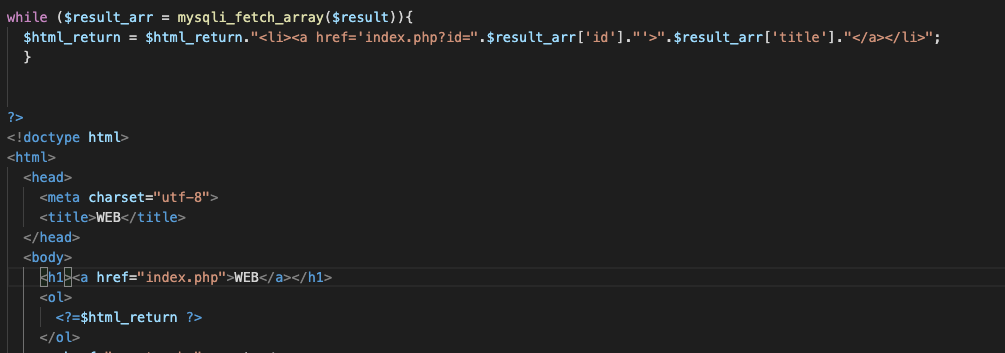 while ($result_arr = mysqli_fetch_array($result)){
$html_return = $html_return."<li><a href='index.php?id=".$result_arr['id']."'>".$result_arr['title']."</a></li>";
}
?>
<!doctype html>
<html>
<head>
<meta charset="utf-8">
<title>WEB</title>
</head>
<body>
<h1><a href="index.php">WEB</a></h1>
<ol>
<?=$html_return ?>
</ol>